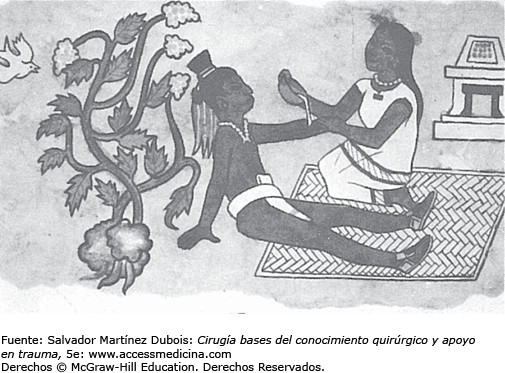 Fuente: Salvador Martínez Dubois: Cirugía bases del conocimiento quirúrgico y apoyo
en trauma, 5e: www.accessmedicina.com
Derechos © McGraw-Hill Education. Derechos Reservados.